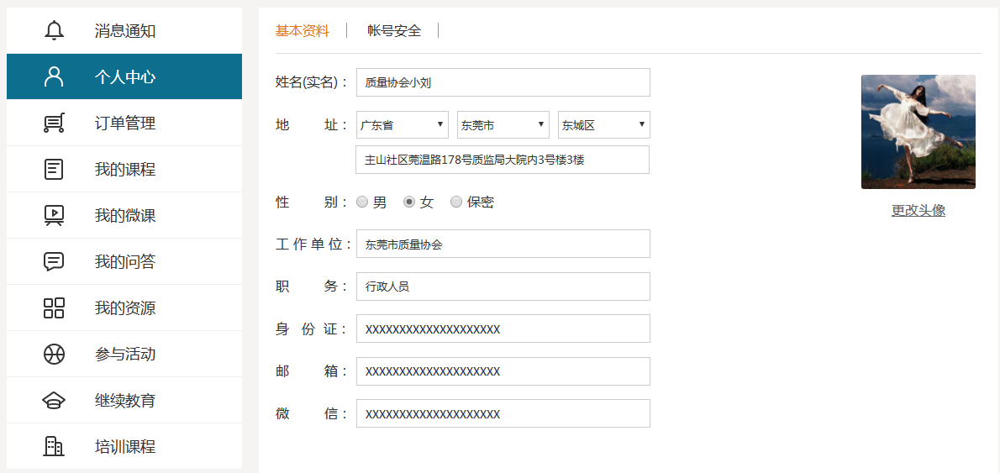 消息通知
个人中心
订单管理
我的课程
我的微课
我的问答
我的资源
参与活动
继续教育
培训课程
基本资料 帐号安全
姓名(实名)： 质量协会小刘
地 址： 广东省 东莞市 东城区
主山社区莞温路178号质监局大院内3号楼3楼
性 别： 男 女 保密
工作单位： 东莞市质量协会
职 务： 行政人员
身份证： XXXXXXXXXXXXXXXXXXXX
邮 箱： XXXXXXXXXXXXXXXXXXXX
微 信： XXXXXXXXXXXXXXXXXXXX
更改头像